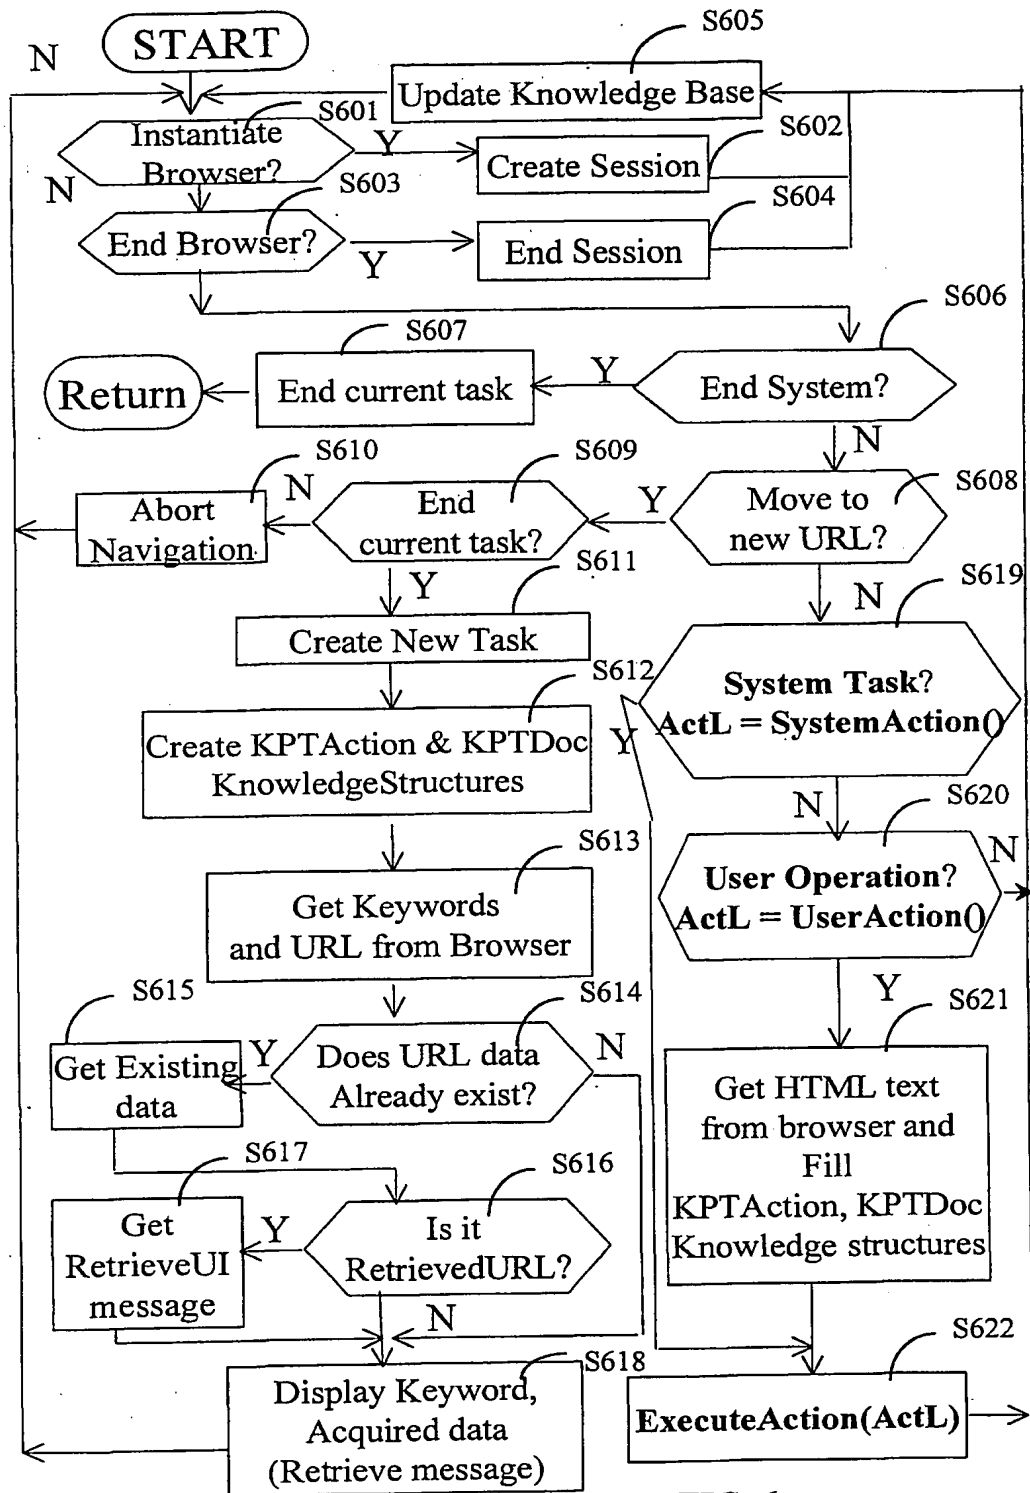 START
N
S605
Update Knowledge Base
S601
Instantiate
Browser?
Y
S602
Create Session
N
S603
End Browser?
Y
S604
End Session
S606
S607
Return
End current task
Y
End System?
N
S610
S609
S608
Abort
Navigation
N
End
current task?
Y
Move to
new URL?
S611
Y
N
S619
Create New Task
S612
System Task?
ActL = SystemAction()
Y
Create KPTAction & KPTDoc
KnowledgeStructures
N
S620
S613
User Operation?
ActL = UserAction()
N
Get Keywords
and URL from Browser
Y
S615
S614
S621
Get Existing
data
Y
Does URL data
Already exist?
N
Get HTML text
from browser and
Fill
KPTAction, KPTDoc
Knowledge structures
S617
S616
Get
RetrieveUI
message
Y
Is it
RetrievedURL?
N
S618
S622
Display Keyword,
Acquired data
(Retrieve message)
ExecuteAction(ActL)